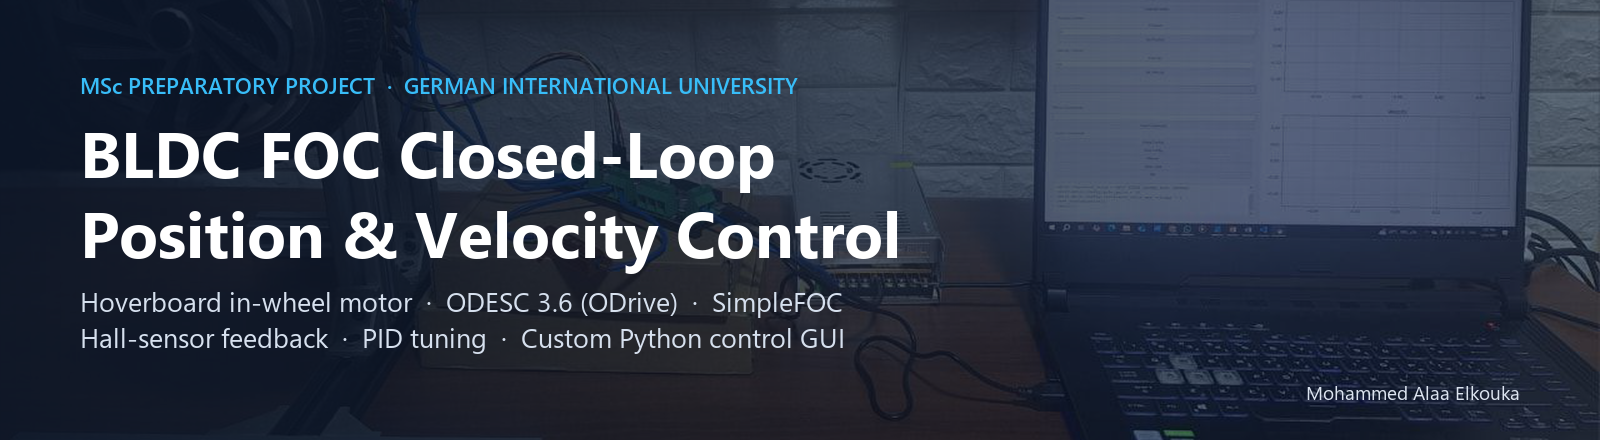 MSc PREPARATORY PROJECT · GERMAN INTERNATIONAL UNIVERSITY
BLDC FOC Closed-Loop
Position & Velocity Control
Hoverboard in-wheel motor · ODESC 3.6 (ODrive) · SimpleFOC
Hall-sensor feedback · PID tuning · Custom Python control GUI
Mohammed Alaa Elkouka